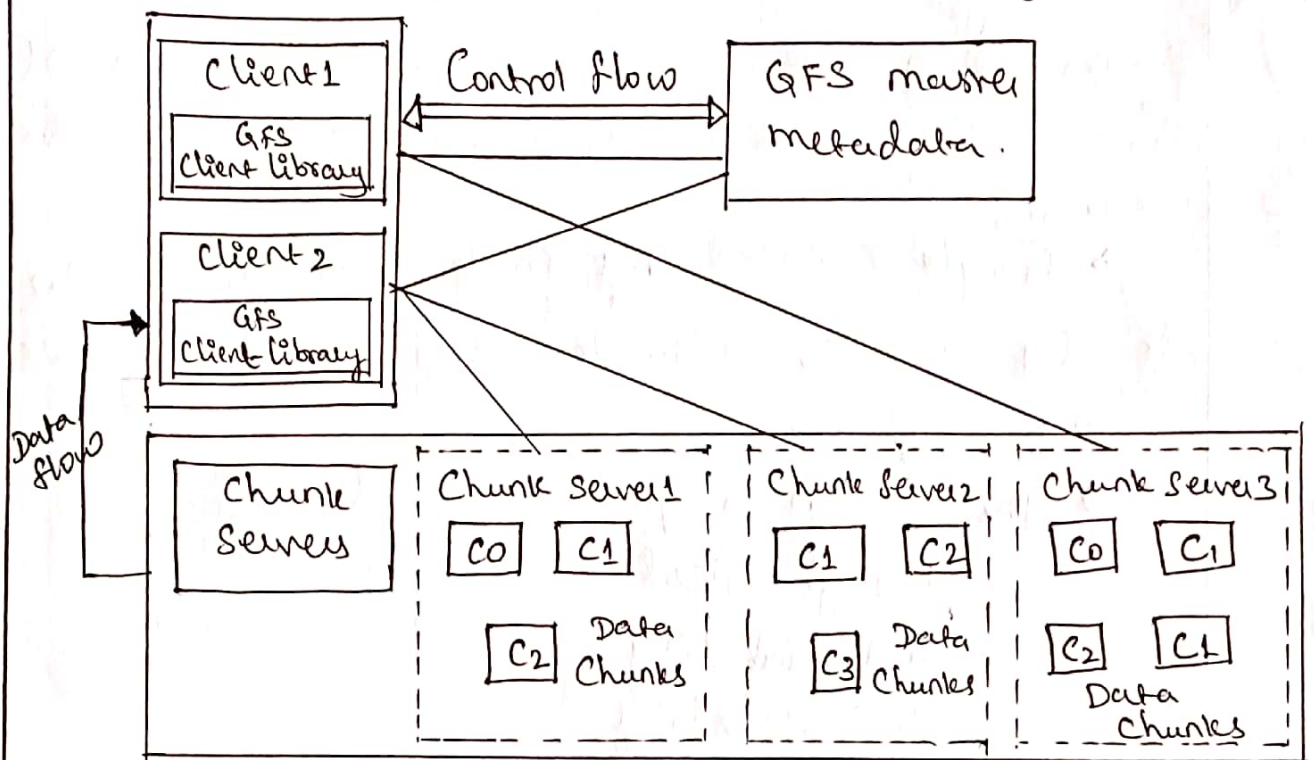 Client1
GFS
Client library
Control flow
GFS master
metadata.
Client 2
GFS
Client library
Data
flow
Chunk
Servers
Chunk Server1
C0 C1
C2
Data
Chunks
Chunk Server2
C1 C2
C3
Data
Chunks
Chunk Server3
C0 C1
C2 C1
Data
Chunks